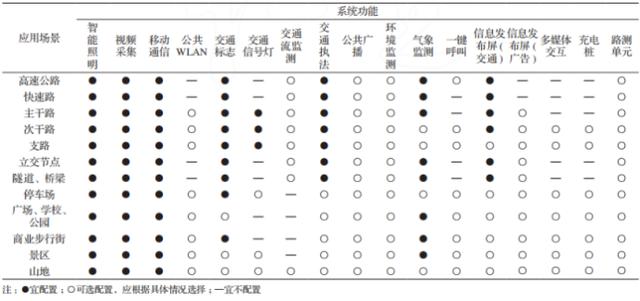 应用场景 系统功能
智能照明 视频采集 移动通信 公共WLAN 交通标志 交通信号灯 交通流监测 交通执法 公共广播 环境监测 气象监测 一键呼叫 信息发布屏(交通) 信息发布屏(广告) 多媒体交互 充电桩 路测单元
高速公路 ● ● ● — ● — ○ ● ○ ○ ● ○ ● — — — ○
快速路 ● ● ● — ● — ○ ● ○ ○ ● — ● — — — ○
主干路 ● ● ● ○ ● ● ○ ● ○ ○ ● — ● ○ — — ○
次干路 ● ● ● ○ ● ● ○ ● ○ ○ ○ ○ ● ○ ○ ○ ○
支路 ● ● ● ○ ● ● ○ ● ○ ○ ○ ○ ○ ○ ○ ○ ○
立交节点 ● ● ● — ● — ○ ● ○ ○ ● — ● ○ — — ○
隧道、桥梁 ● ● ● — ● — ○ ● ○ ○ ● — ● ○ — — ○
停车场 ● ● ● ○ ● ○ — ○ ○ ○ ○ ○ ○ ○ ○ ○ ○
广场、学校、公园 ● ● ● ○ ○ — — ○ ○ ○ ● ○ ○ ○ ○ ○ ○
商业步行街 ● ● ● ○ ● — — ○ ○ ○ ● ○ ○ ○ ○ ○ ○
景区 ● ● ● ○ ○ — — ○ ○ ○ ● ○ ○ ○ ○ ○ ○
山地 ● ● ● ○ ○ ○ ○ ○ ○ ○ ○ ○ ○ ○ ○ ○ ○
注：●宜配置；○可选配置，应根据具体情况选择；—宜不配置